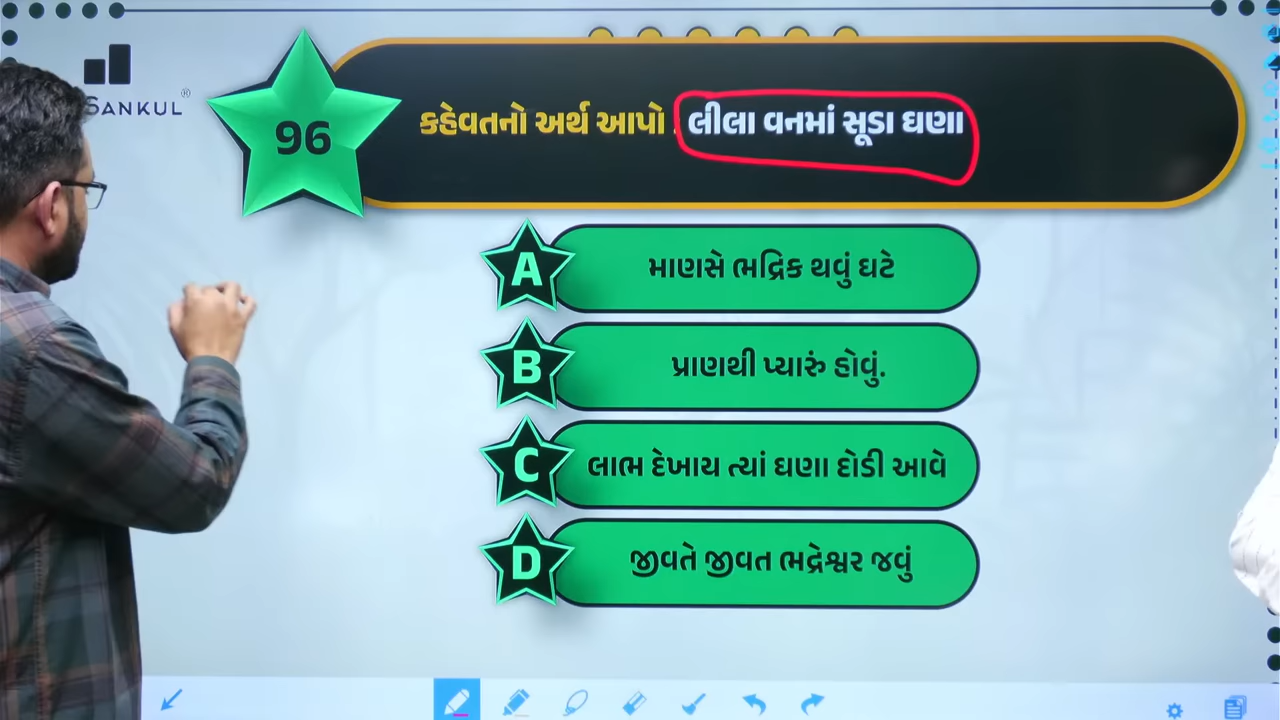 SANKUL®
96
કહેવતનો અર્થ આપો . લીલા વનમાં સૂડા ઘણા
A માણસે ભદ્રિક થવું ઘટે
B પ્રાણથી પ્યારું હોવું.
C લાભ દેખાય ત્યાં ઘણા દોડી આવે
D જીવતે જીવત ભદ્રેશ્વર જવું